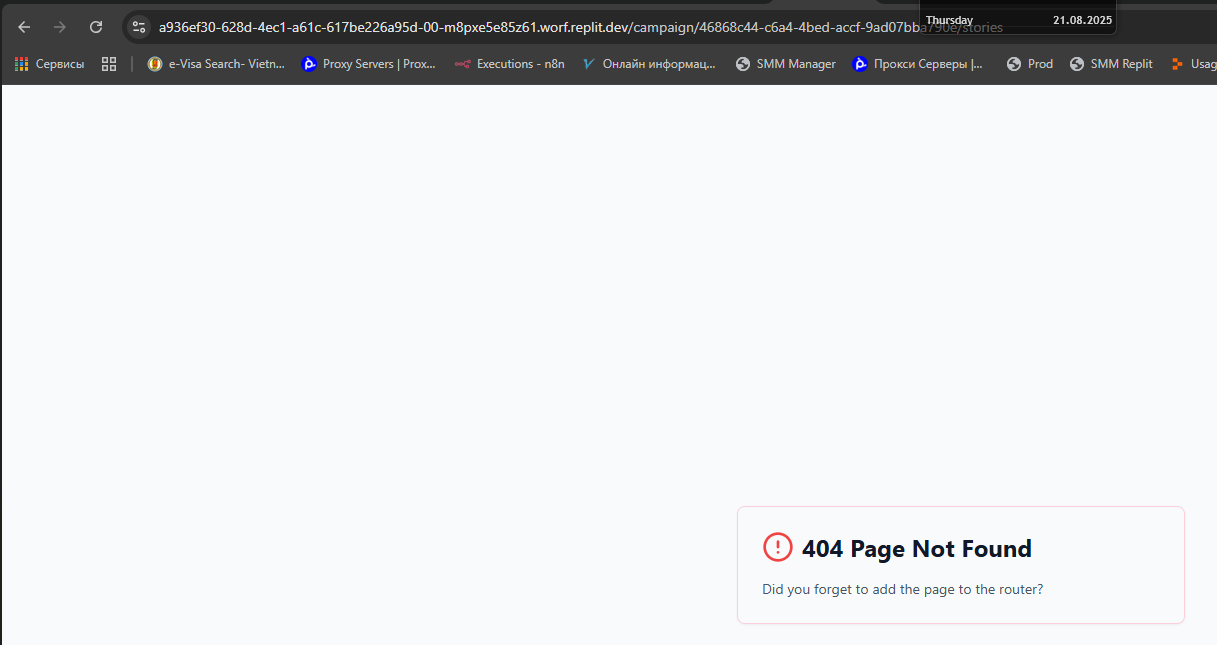 Thursday 21.08.2025
a936ef30-628d-4ec1-a61c-617be226a95d-00-m8pxe5e85z61.worf.replit.dev/campaign/46868c44-c6a4-4bed-accf-9ad07bba790e/stories
Сервисы e-Visa Search- Vietn... Proxy Servers | Prox... Executions - n8n Онлайн информац... SMM Manager Прокси Серверы |... Prod SMM Replit Usag
404 Page Not Found
Did you forget to add the page to the router?